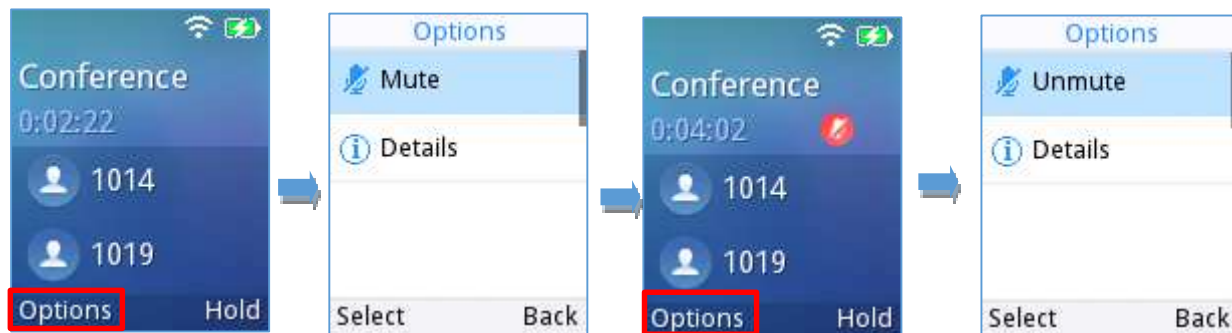 Conference
0:02:22
1014
1019
Options Hold
Options
Mute
Details
Select Back
Conference
0:04:02
1014
1019
Options Hold
Options
Unmute
Details
Select Back